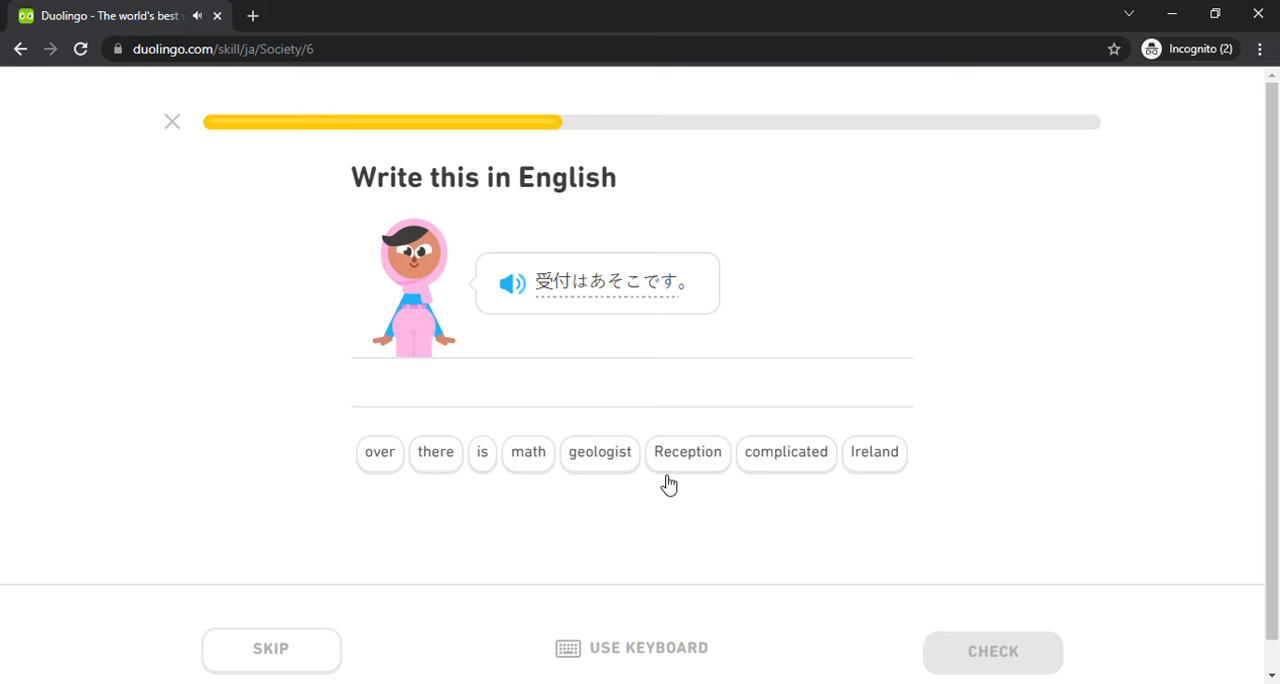 Duolingo - The world's best
duolingo.com/skill/ja/Society/6
Incognito (2)
Write this in English
受付はあそこです。
over there is math geologist Reception complicated Ireland
SKIP
USE KEYBOARD
CHECK